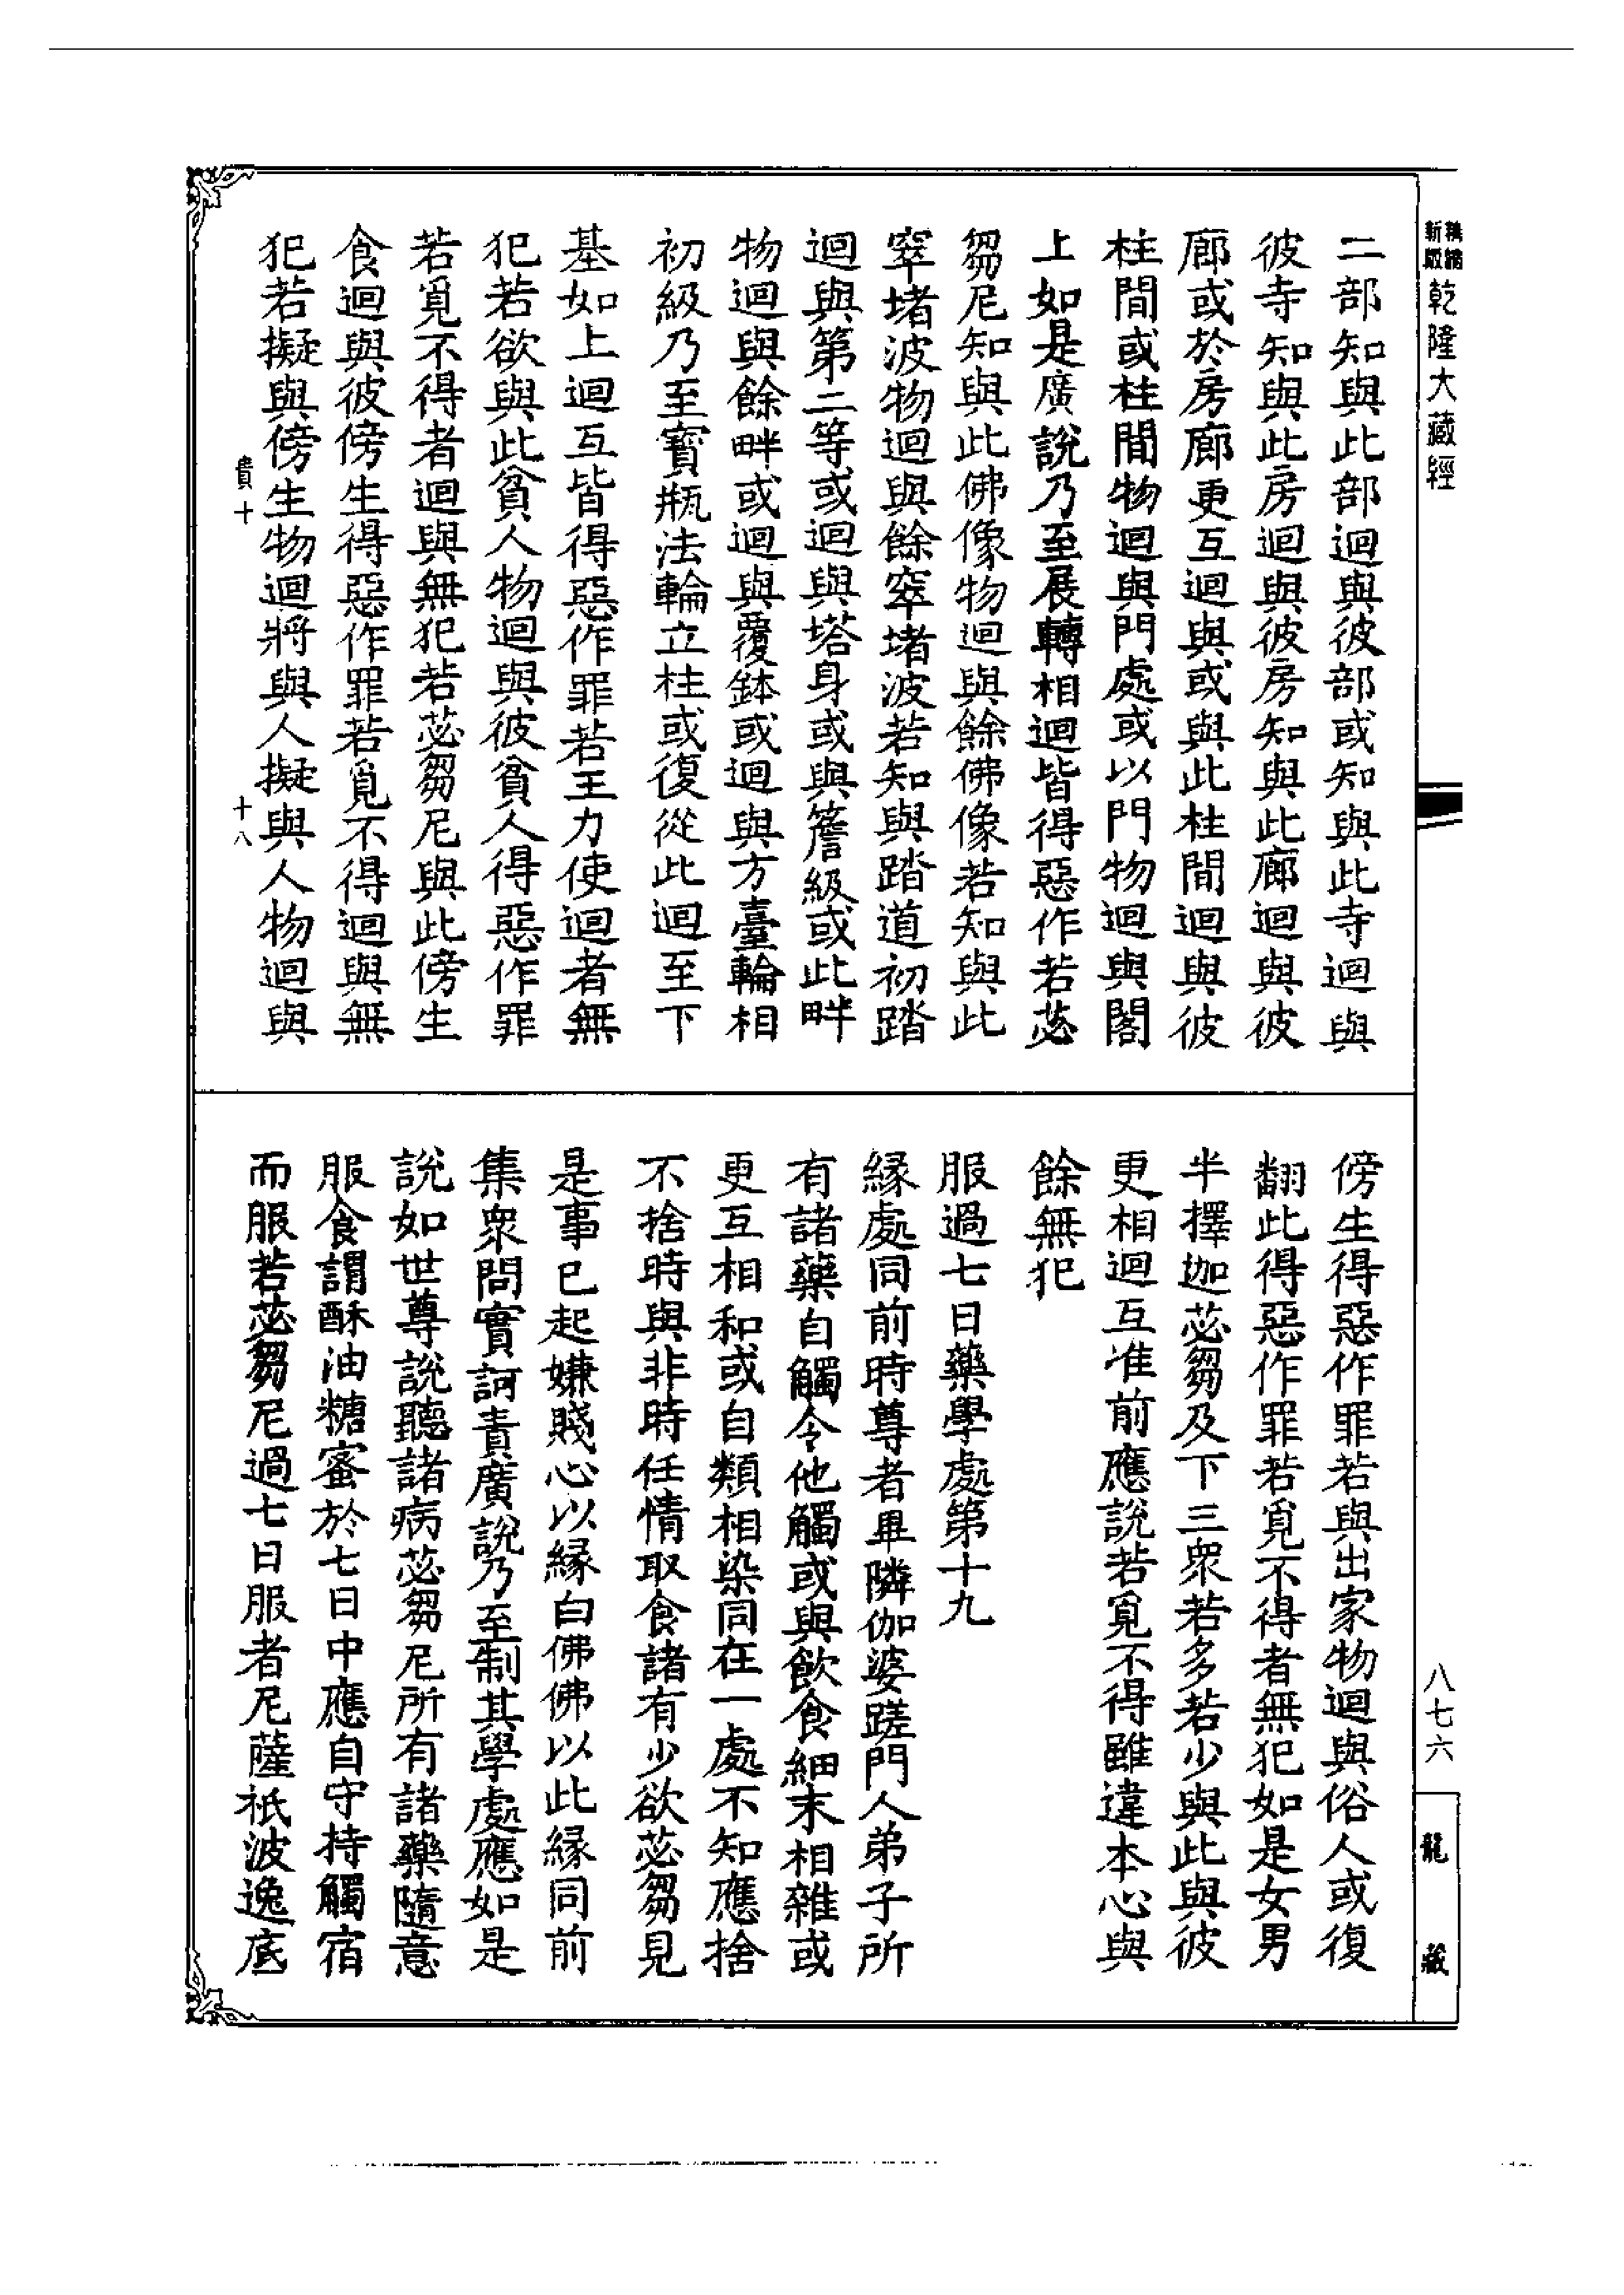 乾隆大藏經
二部知與此部迴與彼部或知與此寺迴與
彼寺知與此房迴與彼房知與此廊迴與彼
廊或於房廊更互迴與或與此柱間迴與彼
柱間或柱間物迴與門處或以門物迴與閣
上如是廣說乃至展轉相迴皆得惡作若苾
芻尼知與此佛像物迴與餘佛像若知與此
窣堵波物迴與餘窣堵波若知與踏道初踏
迴與第二等或迴與塔身或與簷級或此畔
物迴與餘畔或迴與覆鉢或迴與方臺輪相
初級乃至寶瓶法輪立柱或復從此迴至下
基如上迴互皆得惡作罪若王力使迴者無
犯若欲與此貧人物迴與彼貧人得惡作罪
若覓不得者迴與無犯若苾芻尼與此傍生
食迴與彼傍生得惡作罪若覓不得迴與無
犯若擬與傍生物迴將與人擬與人物迴與
十 十八
傍生得惡作罪若與出家物迴與俗人或復
翻此得惡作罪若覓不得者無犯如是女男
半擇迦苾芻及下三衆若多若少與此與彼
更相迴互准前應說若覓不得雖違本心與
餘無犯
服過七日藥學處第十九
緣處同前時尊者畢隣伽婆蹉門人弟子所
有諸藥自觸令他觸或與飲食細末相雜或
更互相和或自類相染同在一處不知應捨
不捨時與非時任情取食諸有少欲苾芻見
是事已起嫌賤心以緣白佛佛以此緣同前
集衆問實訶責廣說乃至制其學處應如是
說如世尊說聽諸病苾芻尼所有諸藥隨意
服食謂酥油糖蜜於七日中應自守持觸宿
而服若苾芻尼過七日服者尼薩祇波逸底
八七六
龍藏